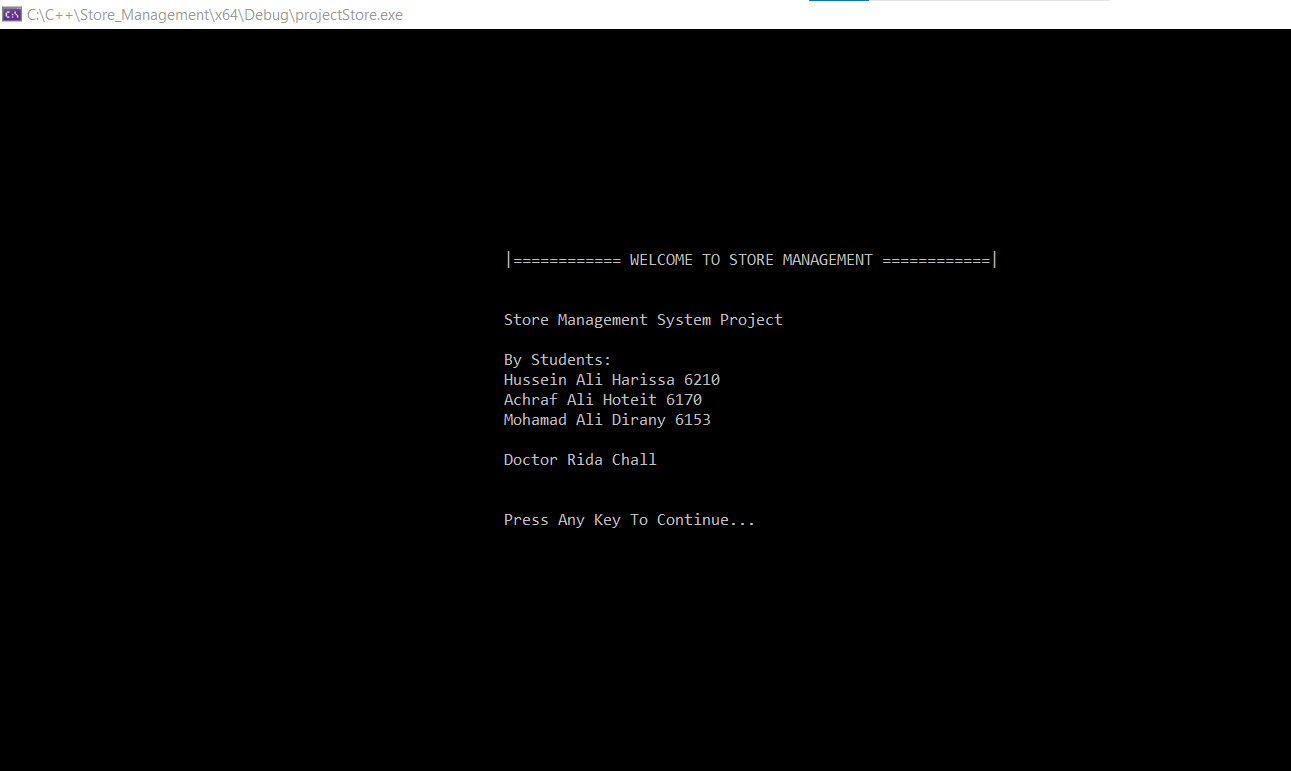 C:\C++\Store_Management\x64\Debug\projectStore.exe
|============ WELCOME TO STORE MANAGEMENT ============|
Store Management System Project
By Students:
Hussein Ali Harissa 6210
Achraf Ali Hoteit 6170
Mohamad Ali Dirany 6153
Doctor Rida Chall
Press Any Key To Continue...